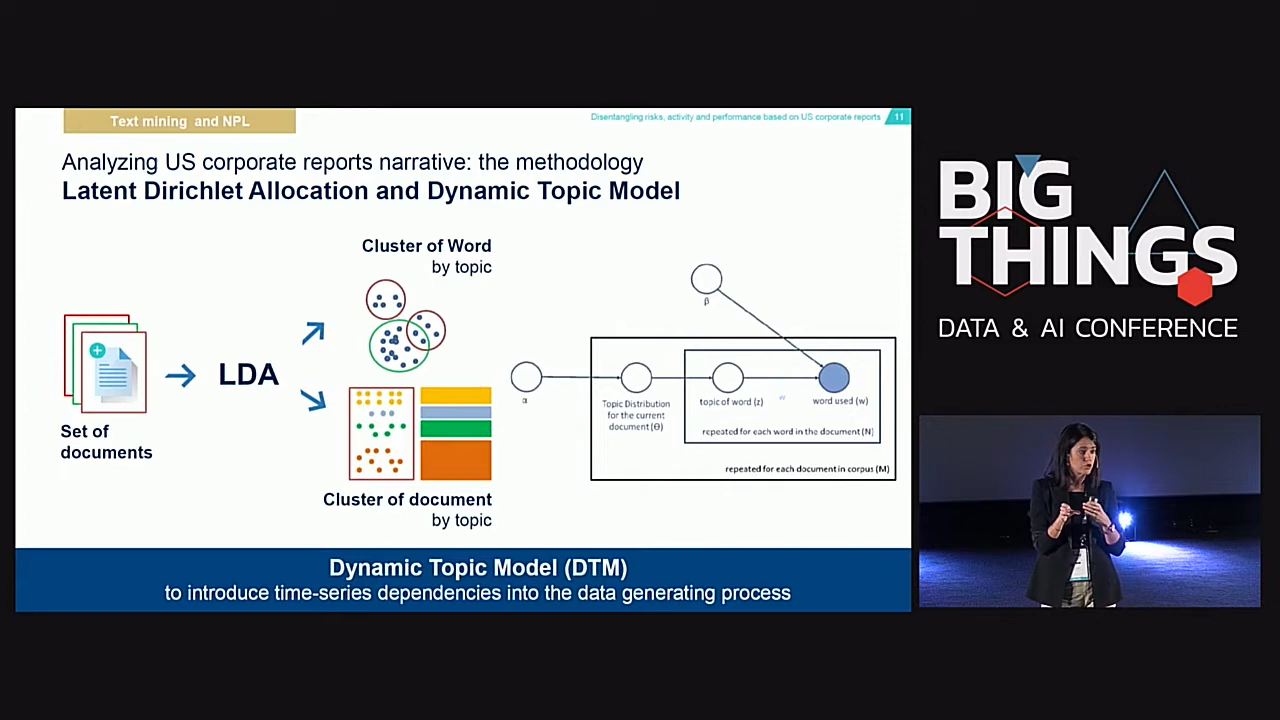 Text mining and NPL
Disentangling risks, activity and performance based on US corporate reports
11
Analyzing US corporate reports narrative: the methodology
Latent Dirichlet Allocation and Dynamic Topic Model
Cluster of Word
by topic
Set of
documents
LDA
Cluster of document
by topic
β
α
Topic Distribution
for the current
document (Θ)
topic of word (z)
w
word used (w)
repeated for each word in the document (N)
repeated for each document in corpus (M)
Dynamic Topic Model (DTM)
to introduce time-series dependencies into the data generating process
BIG
THINGS
DATA & AI CONFERENCE